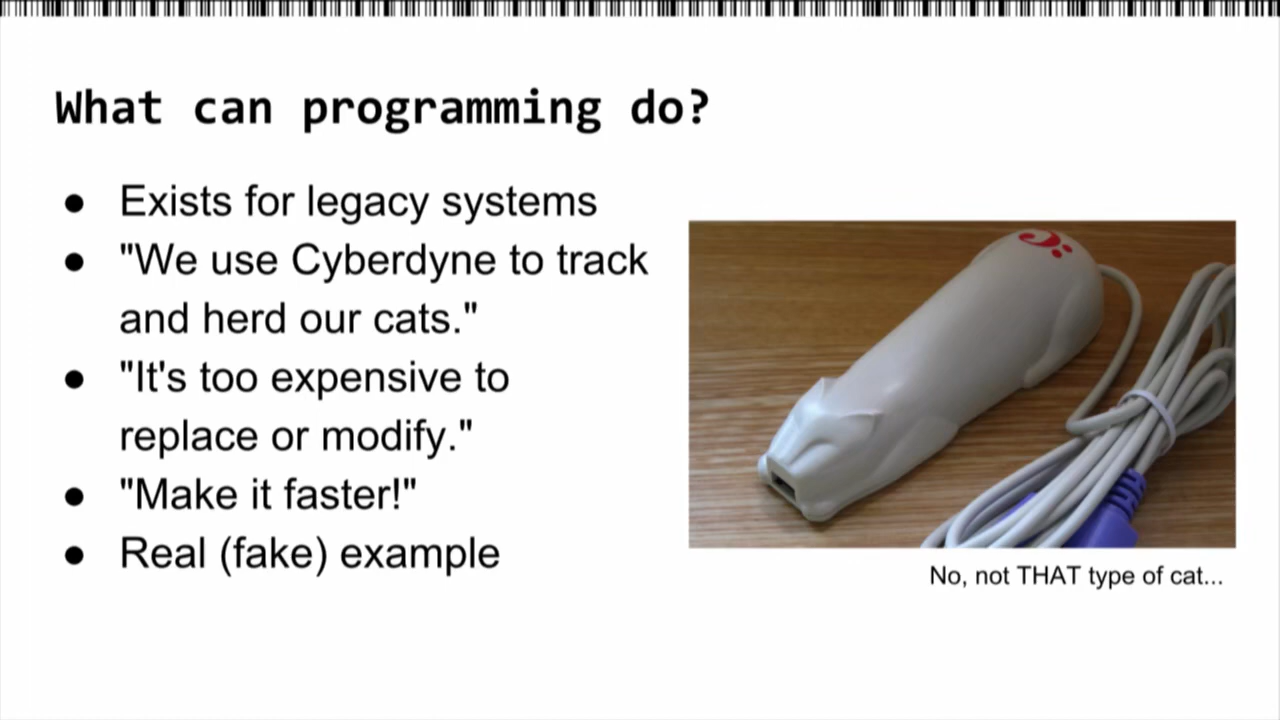 What can programming do?
● Exists for legacy systems
● "We use Cyberdyne to track
and herd our cats."
● "It's too expensive to
replace or modify."
● "Make it faster!"
● Real (fake) example
No, not THAT type of cat...